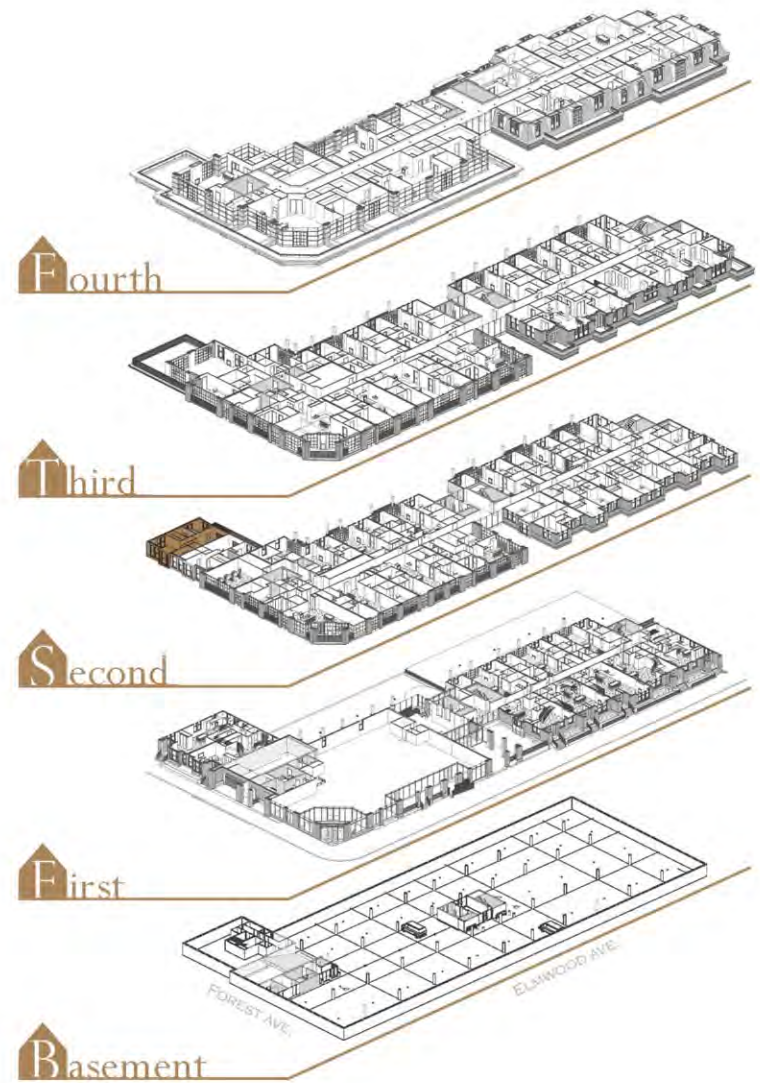 Fourth
Third
Second
First
FOREST AVE.
ELMWOOD AVE.
Basement